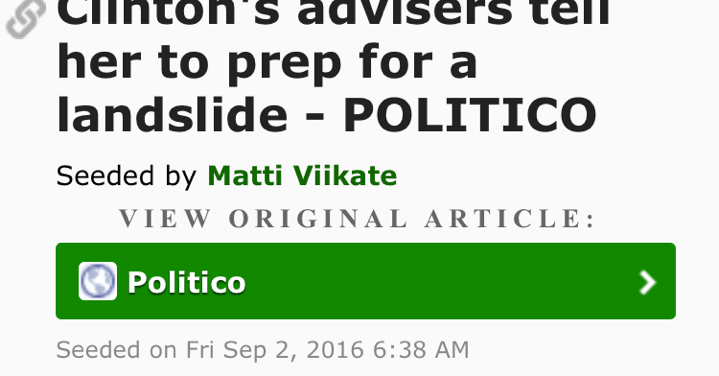 Clinton's advisers tell
her to prep for a
landslide - POLITICO
Seeded by Matti Viikate
VIEW ORIGINAL ARTICLE:
Politico
Seeded on Fri Sep 2, 2016 6:38 AM